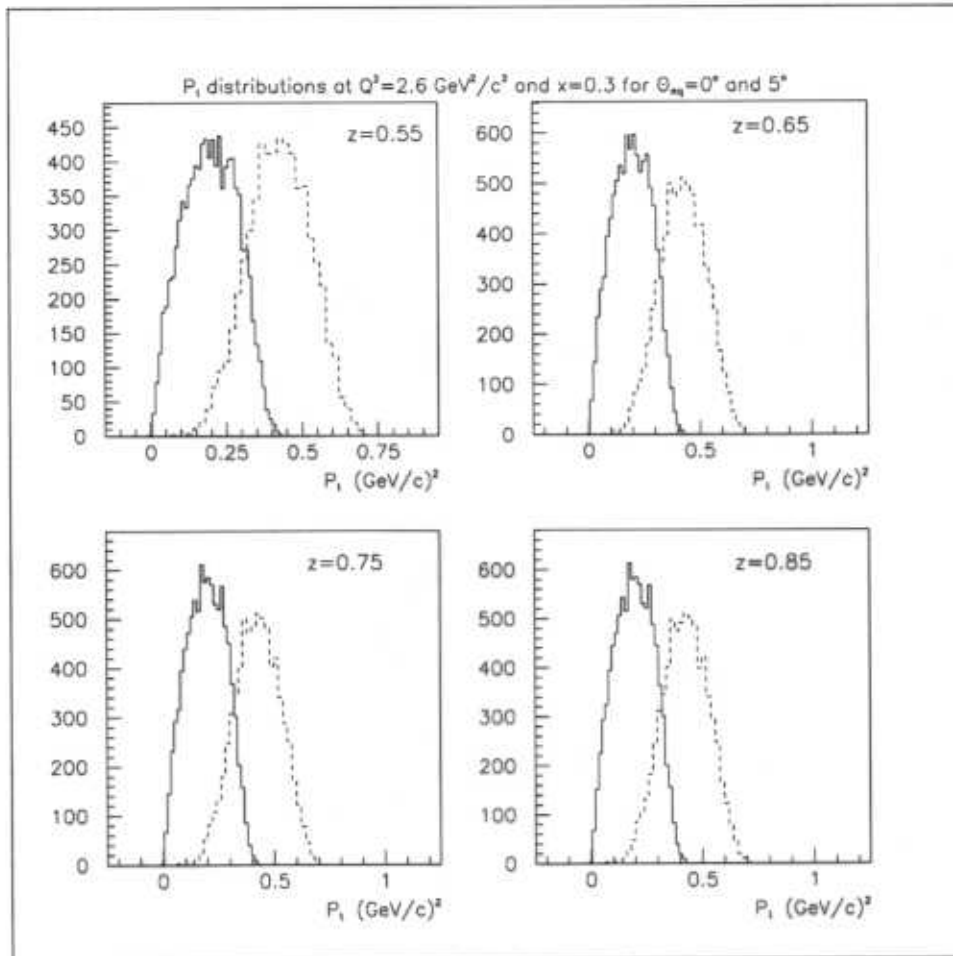 P_t distributions at Q²=2.6 GeV²/c² and x=0.3 for Θ_eq=0° and 5°
z=0.55
450
400
350
300
250
200
150
100
50
0
0 0.25 0.5 0.75
P_t (GeV/c)²
z=0.65
600
500
400
300
200
100
0
0 0.5 1
P_t (GeV/c)²
z=0.75
600
500
400
300
200
100
0
0 0.5 1
P_t (GeV/c)²
z=0.85
600
500
400
300
200
100
0
0 0.5 1
P_t (GeV/c)²